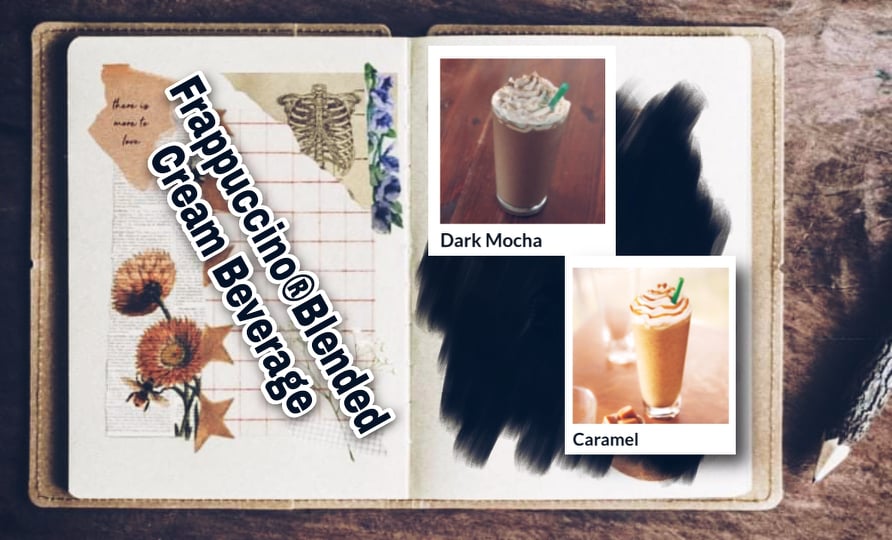 there is
more to
love
Frappuccino®Blended
Cream Beverage
Dark Mocha
Caramel